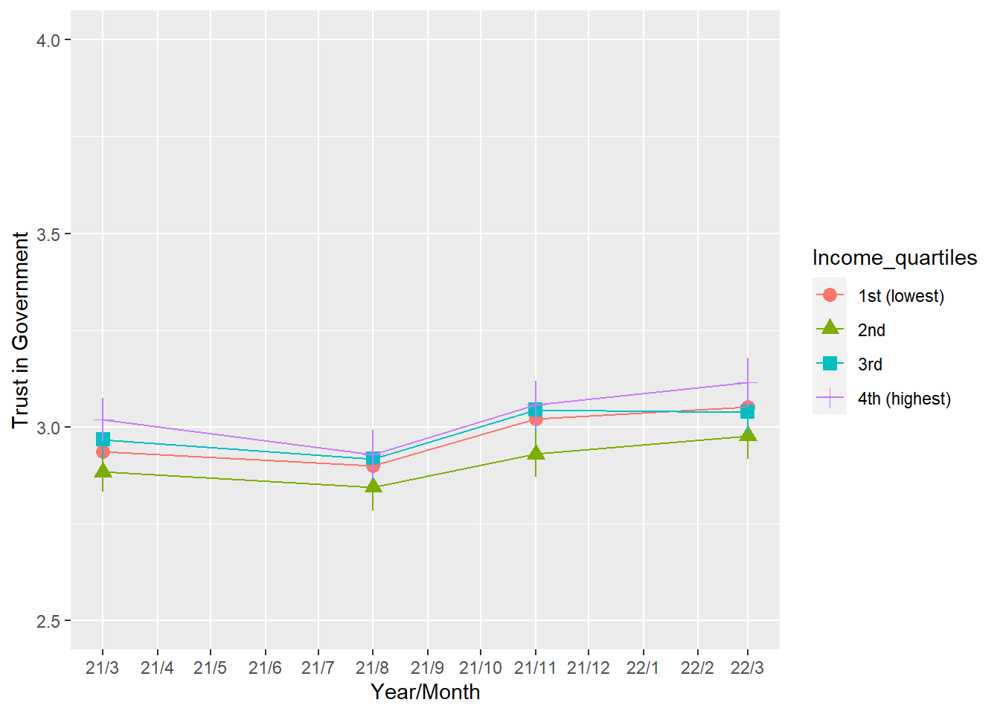 4.0
3.5
3.0
2.5
Trust in Government
21/3 21/4 21/5 21/6 21/7 21/8 21/9 21/10 21/11 21/12 22/1 22/2 22/3
Year/Month
Income_quartiles
1st (lowest)
2nd
3rd
4th (highest)